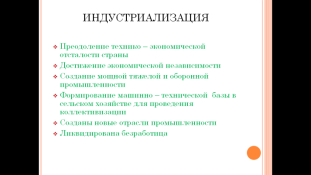 ИНДУСТРИАЛИЗАЦИЯ
Преодоление технико – экономической
отсталости страны
Достижение экономической независимости
Создание мощной тяжелой и оборонной
промышленности
Формирование машинно – технической базы в
сельском хозяйстве для проведения
коллективизации
Созданы новые отрасли промышленности
Ликвидирована безработица